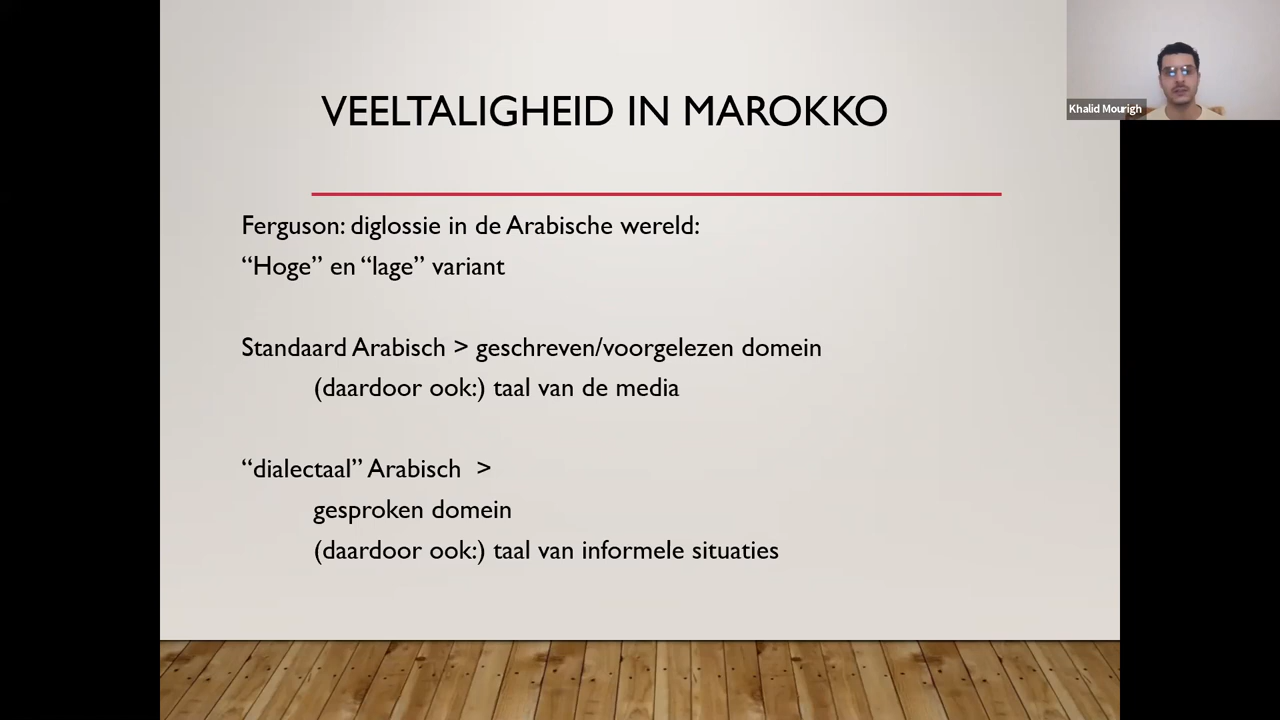 VEELTALIGHEID IN MAROKKO
Khalid Mourigh
Ferguson: diglossie in de Arabische wereld:
“Hoge” en “lage” variant
Standaard Arabisch > geschreven/voorgelezen domein
(daardoor ook:) taal van de media
“dialectaal” Arabisch >
gesproken domein
(daardoor ook:) taal van informele situaties